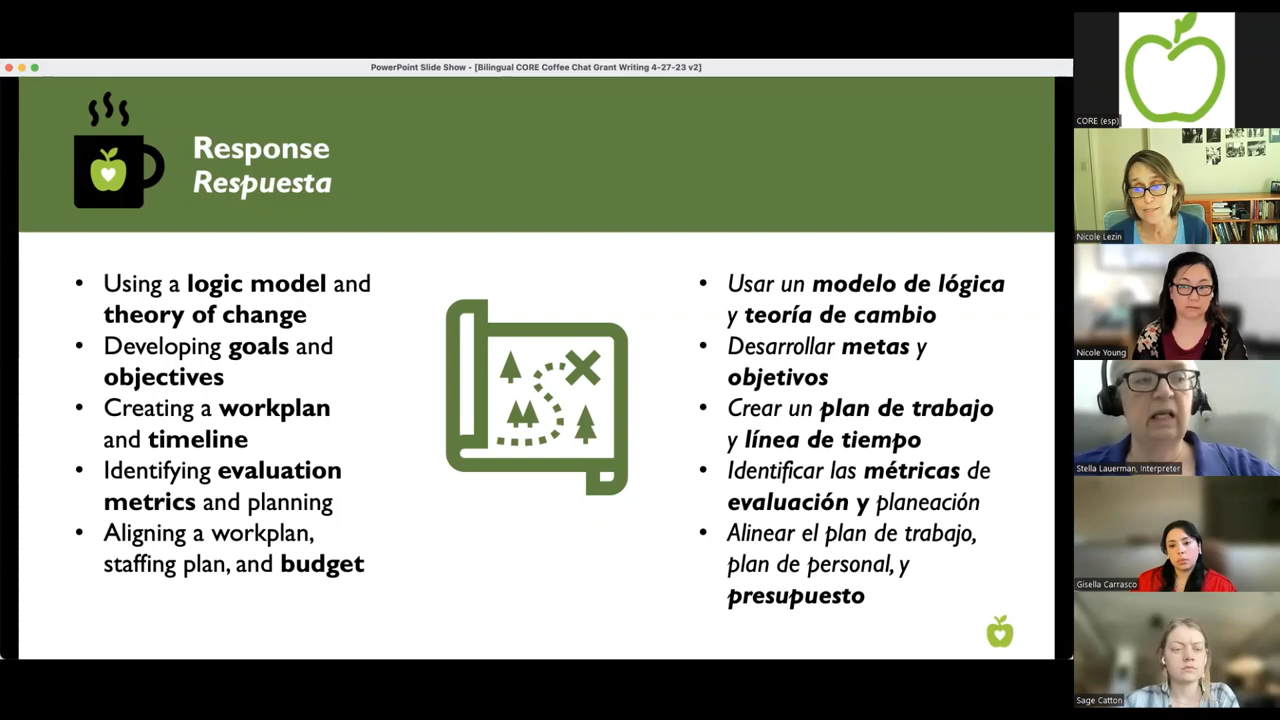 PowerPoint Slide Show - [Bilingual CORE Coffee Chat Grant Writing 4-27-23 v2]
Response
Respuesta
• Using a logic model and
theory of change
• Developing goals and
objectives
• Creating a workplan
and timeline
• Identifying evaluation
metrics and planning
• Aligning a workplan,
staffing plan, and budget
• Usar un modelo de lógica
y teoría de cambio
• Desarrollar metas y
objetivos
• Crear un plan de trabajo
y línea de tiempo
• Identificar las métricas de
evaluación y planeación
• Alinear el plan de trabajo,
plan de personal, y
presupuesto
CORE (esp)
Nicole Lezin
Nicole Young
Stella Lauerman, Interpreter
Gisella Carrasco
Sage Catton